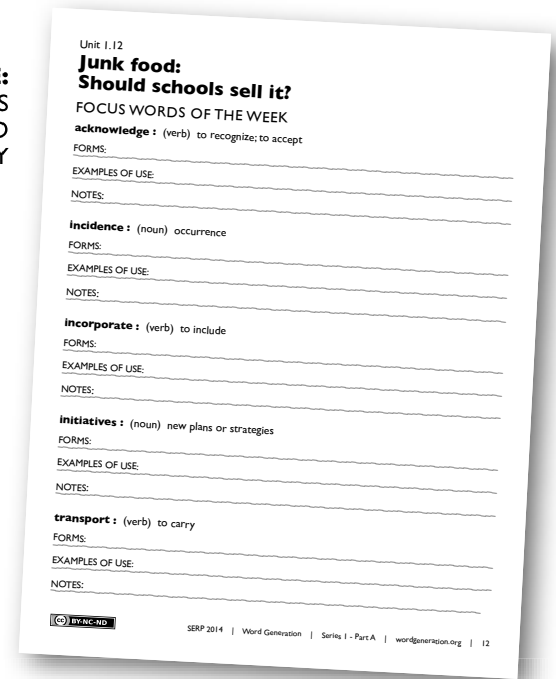 :
S
Y
Unit 1.12
Junk food:
Should schools sell it?
FOCUS WORDS OF THE WEEK
acknowledge : (verb) to recognize; to accept
FORMS:
EXAMPLES OF USE:
NOTES:
incidence : (noun) occurrence
FORMS:
EXAMPLES OF USE:
NOTES:
incorporate : (verb) to include
FORMS:
EXAMPLES OF USE:
NOTES:
initiatives : (noun) new plans or strategies
FORMS:
EXAMPLES OF USE:
NOTES:
transport : (verb) to carry
FORMS:
EXAMPLES OF USE:
NOTES:
cc BY-NC-ND
SERP 2014 | Word Generation | Series 1 - Part A | wordgeneration.org | 12